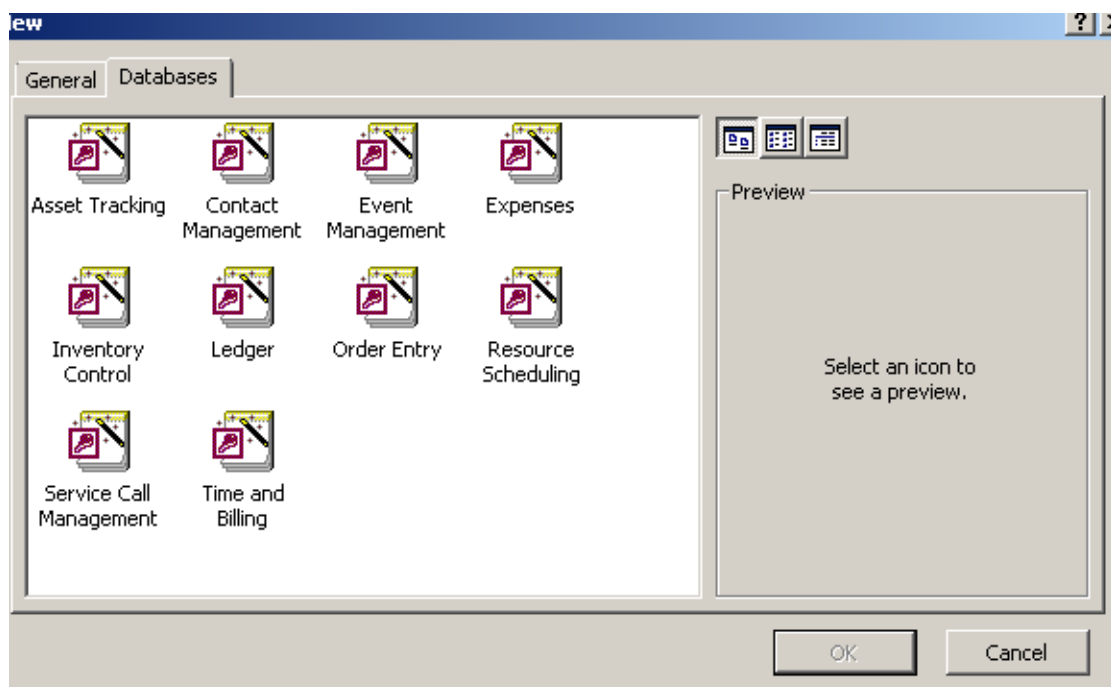 ew
General Databases
Asset Tracking Contact Management Event Management Expenses
Preview
Inventory Control Ledger Order Entry Resource Scheduling
Select an icon to
see a preview.
Service Call Management Time and Billing
OK Cancel